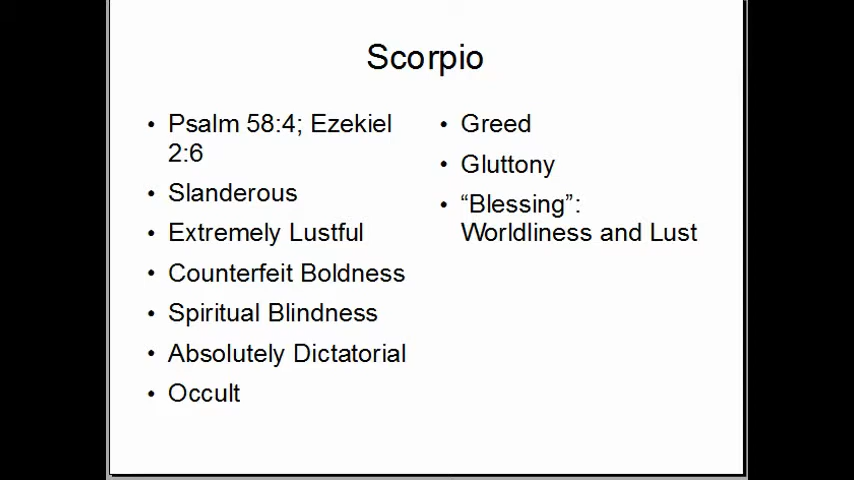 Scorpio
• Psalm 58:4; Ezekiel
2:6
• Slanderous
• Extremely Lustful
• Counterfeit Boldness
• Spiritual Blindness
• Absolutely Dictatorial
• Occult
• Greed
• Gluttony
• “Blessing”:
Worldliness and Lust